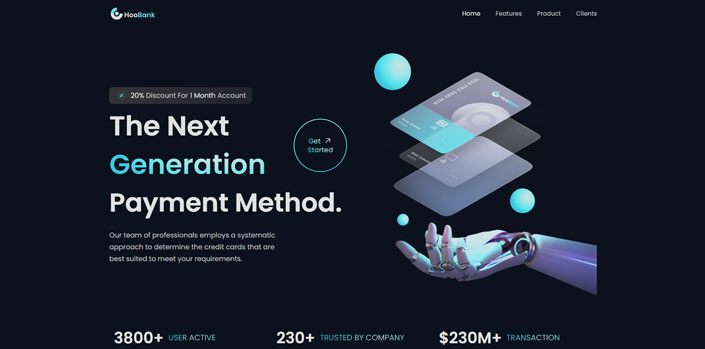 HooBank
Home Features Product Clients
20% Discount For 1 Month Account
The Next
Generation
Payment Method.
Get
Started
Our team of professionals employs a systematic
approach to determine the credit cards that are
best suited to meet your requirements.
HooBank
3800+ USER ACTIVE
230+ TRUSTED BY COMPANY
$230M+ TRANSACTION